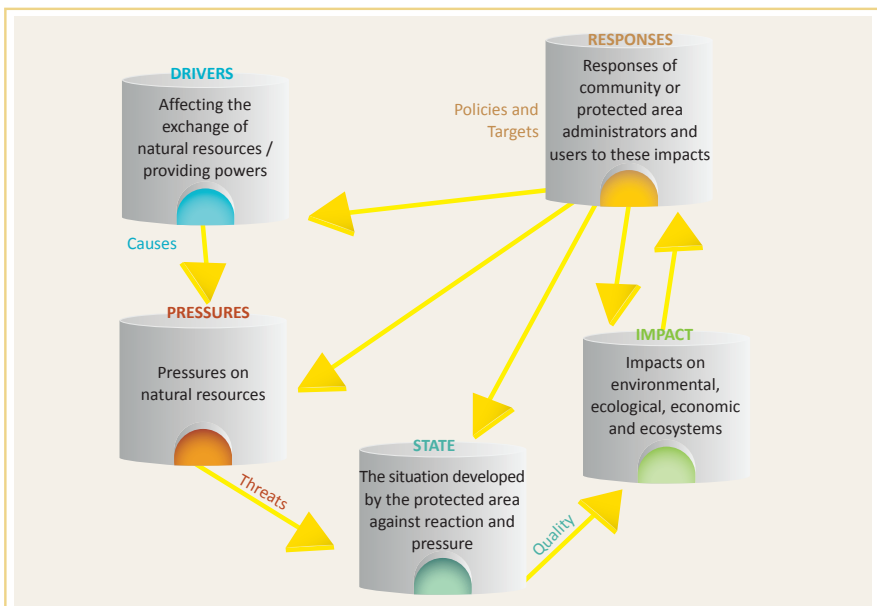 DRIVERS
Affecting the
exchange of
natural resources /
providing powers
Causes
RESPONSES
Responses of
community or
protected area
administrators and
users to these impacts
Policies and
Targets
PRESSURES
Pressures on
natural resources
Threats
STATE
The situation developed
by the protected area
against reaction and
pressure
Quality
IMPACT
Impacts on
environmental,
ecological, economic
and ecosystems